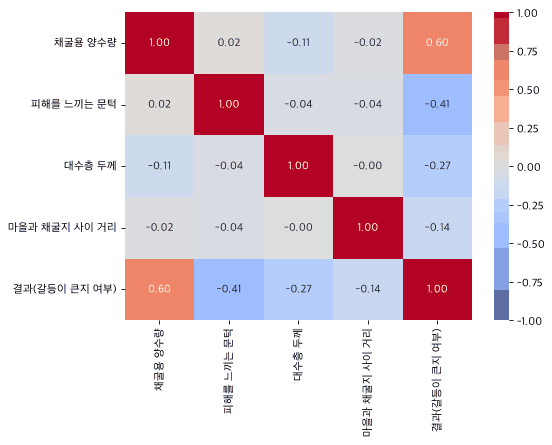 채굴용 양수량
1.00 0.02 -0.11 -0.02 0.60
피해를 느끼는 문턱
0.02 1.00 -0.04 -0.04 -0.41
대수층 두께
-0.11 -0.04 1.00 -0.00 -0.27
마을과 채굴지 사이 거리
-0.02 -0.04 -0.00 1.00 -0.14
결과(갈등이 큰지 여부)
0.60 -0.41 -0.27 -0.14 1.00
채굴용 양수량
피해를 느끼는 문턱
대수층 두께
마을과 채굴지 사이 거리
결과(갈등이 큰지 여부)
1.00
0.75
0.50
0.25
0.00
-0.25
-0.50
-0.75
-1.00